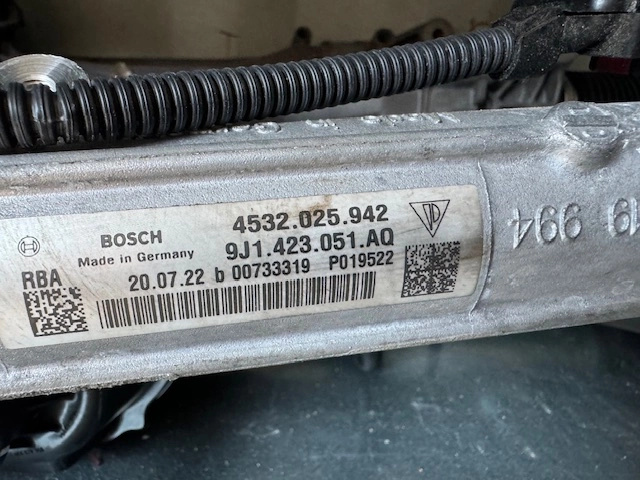 4532.025.942
BOSCH
9J1.423.051.AQ
Made in Germany
RBA
20.07.22 b 00733319 P019522
994